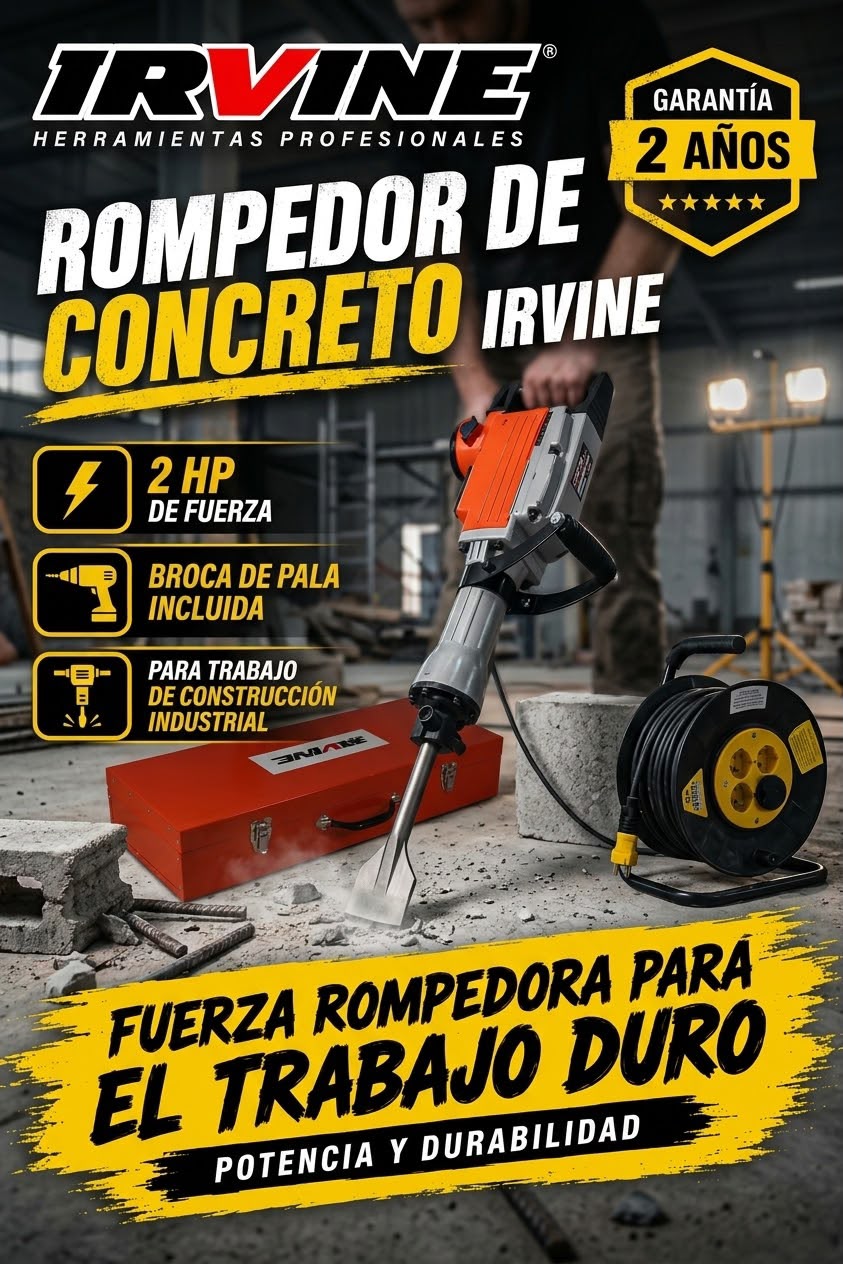 IRVINE®
HERRAMIENTAS PROFESIONALES
GARANTÍA
2 AÑOS
ROMPEDOR DE
CONCRETO IRVINE
2 HP
DE FUERZA
BROCA DE PALA
INCLUIDA
PARA TRABAJO
DE CONSTRUCCIÓN
INDUSTRIAL
FUERZA ROMPEDORA PARA
EL TRABAJO DURO
POTENCIA Y DURABILIDAD